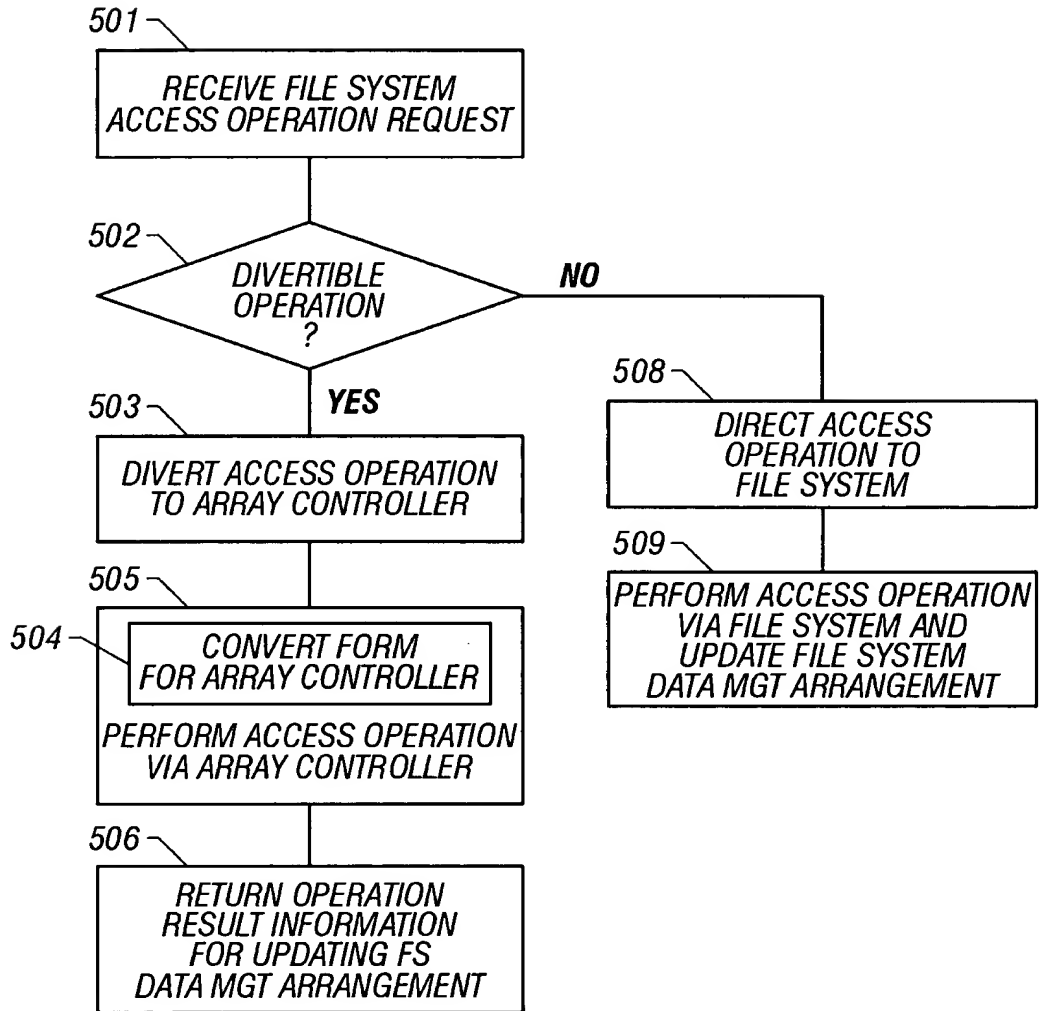 501
RECEIVE FILE SYSTEM
ACCESS OPERATION REQUEST
502
DIVERTIBLE
OPERATION
?
NO
YES
503
DIVERT ACCESS OPERATION
TO ARRAY CONTROLLER
505
504
CONVERT FORM
FOR ARRAY CONTROLLER
PERFORM ACCESS OPERATION
VIA ARRAY CONTROLLER
506
RETURN OPERATION
RESULT INFORMATION
FOR UPDATING FS
DATA MGT ARRANGEMENT
508
DIRECT ACCESS
OPERATION TO
FILE SYSTEM
509
PERFORM ACCESS OPERATION
VIA FILE SYSTEM AND
UPDATE FILE SYSTEM
DATA MGT ARRANGEMENT